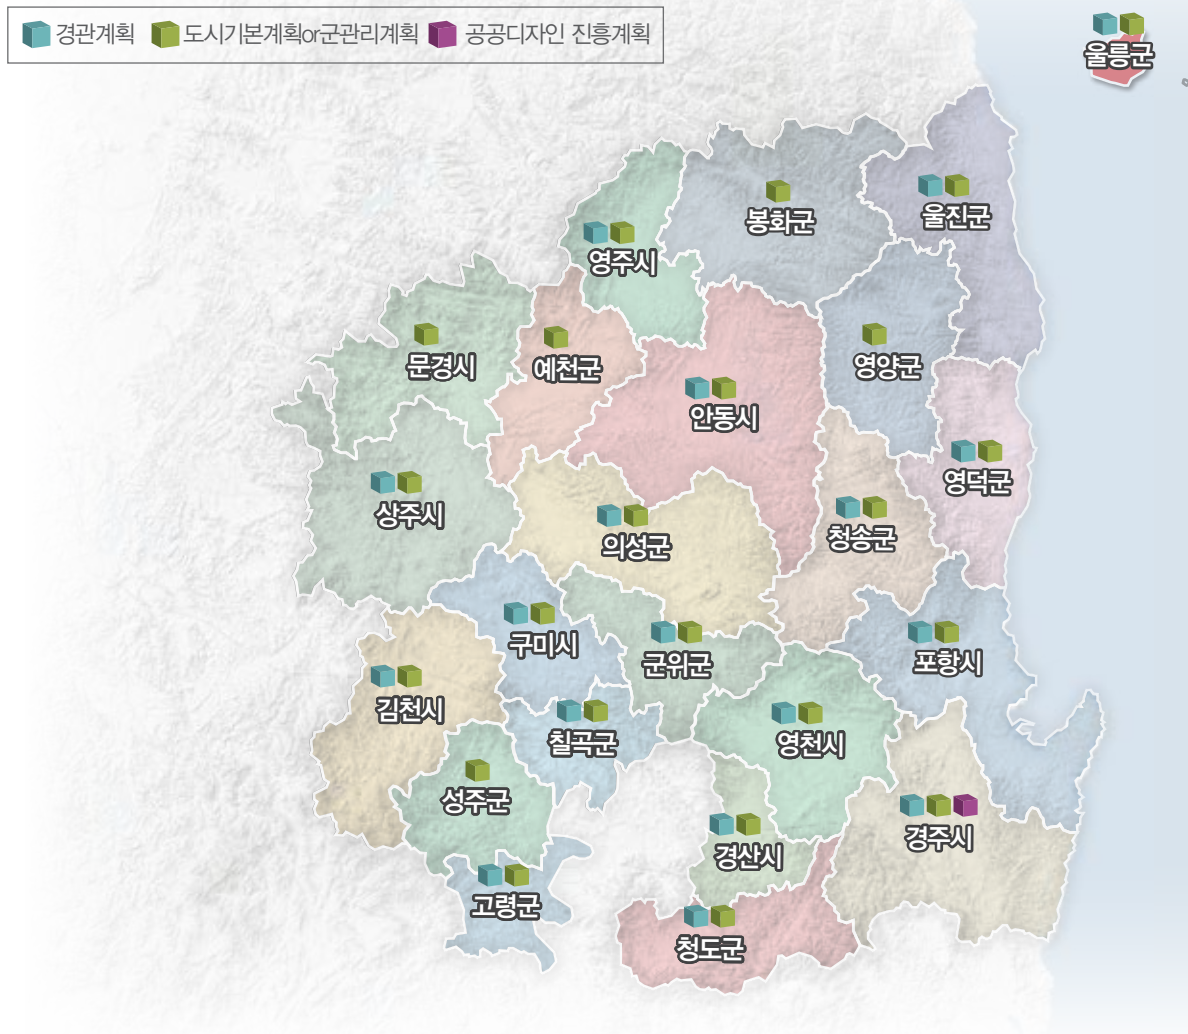 경관계획 도시기본계획or군관리계획 공공디자인 진흥계획
울릉군
울진군
봉화군
영주시
문경시
예천군
영양군
안동시
영덕군
상주시
의성군
청송군
구미시
군위군
포항시
김천시
칠곡군
영천시
성주군
경산시
경주시
고령군
청도군